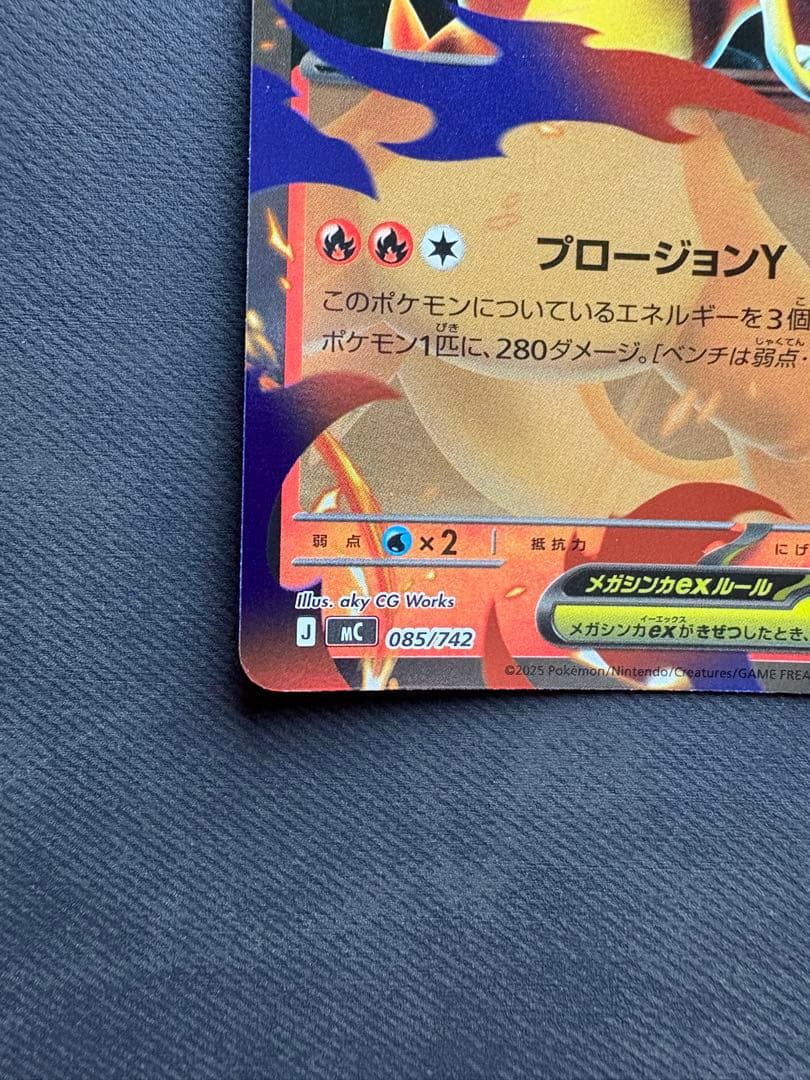 プロージョンY
このポケモンについているエネルギーを3個
ポケモン1匹に、280ダメージ。[ベンチは弱点・
弱点 ×2 抵抗力 にげ
メガシンカexルール
メガシンカexがきぜつしたとき、
Illus. aky CG Works
J mC 085/742
©2025 Pokémon/Nintendo/Creatures/GAME FREA